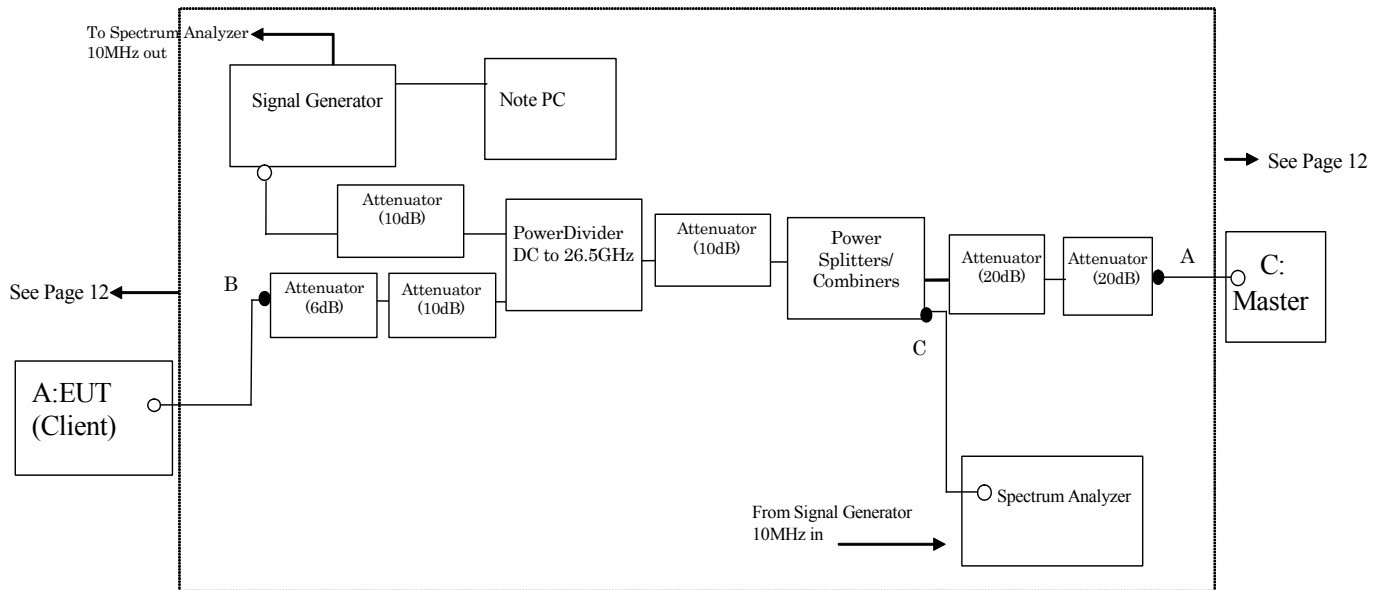 To Spectrum Analyzer
10MHz out
Signal Generator
Note PC
See Page 12
Attenuator
(10dB)
PowerDivider
DC to 26.5GHz
Attenuator
(10dB)
Power
Splitters/
Combiners
Attenuator
(20dB)
Attenuator
(20dB)
A
C:
Master
See Page 12
B
Attenuator
(6dB)
Attenuator
(10dB)
C
A:EUT
(Client)
Spectrum Analyzer
From Signal Generator
10MHz in